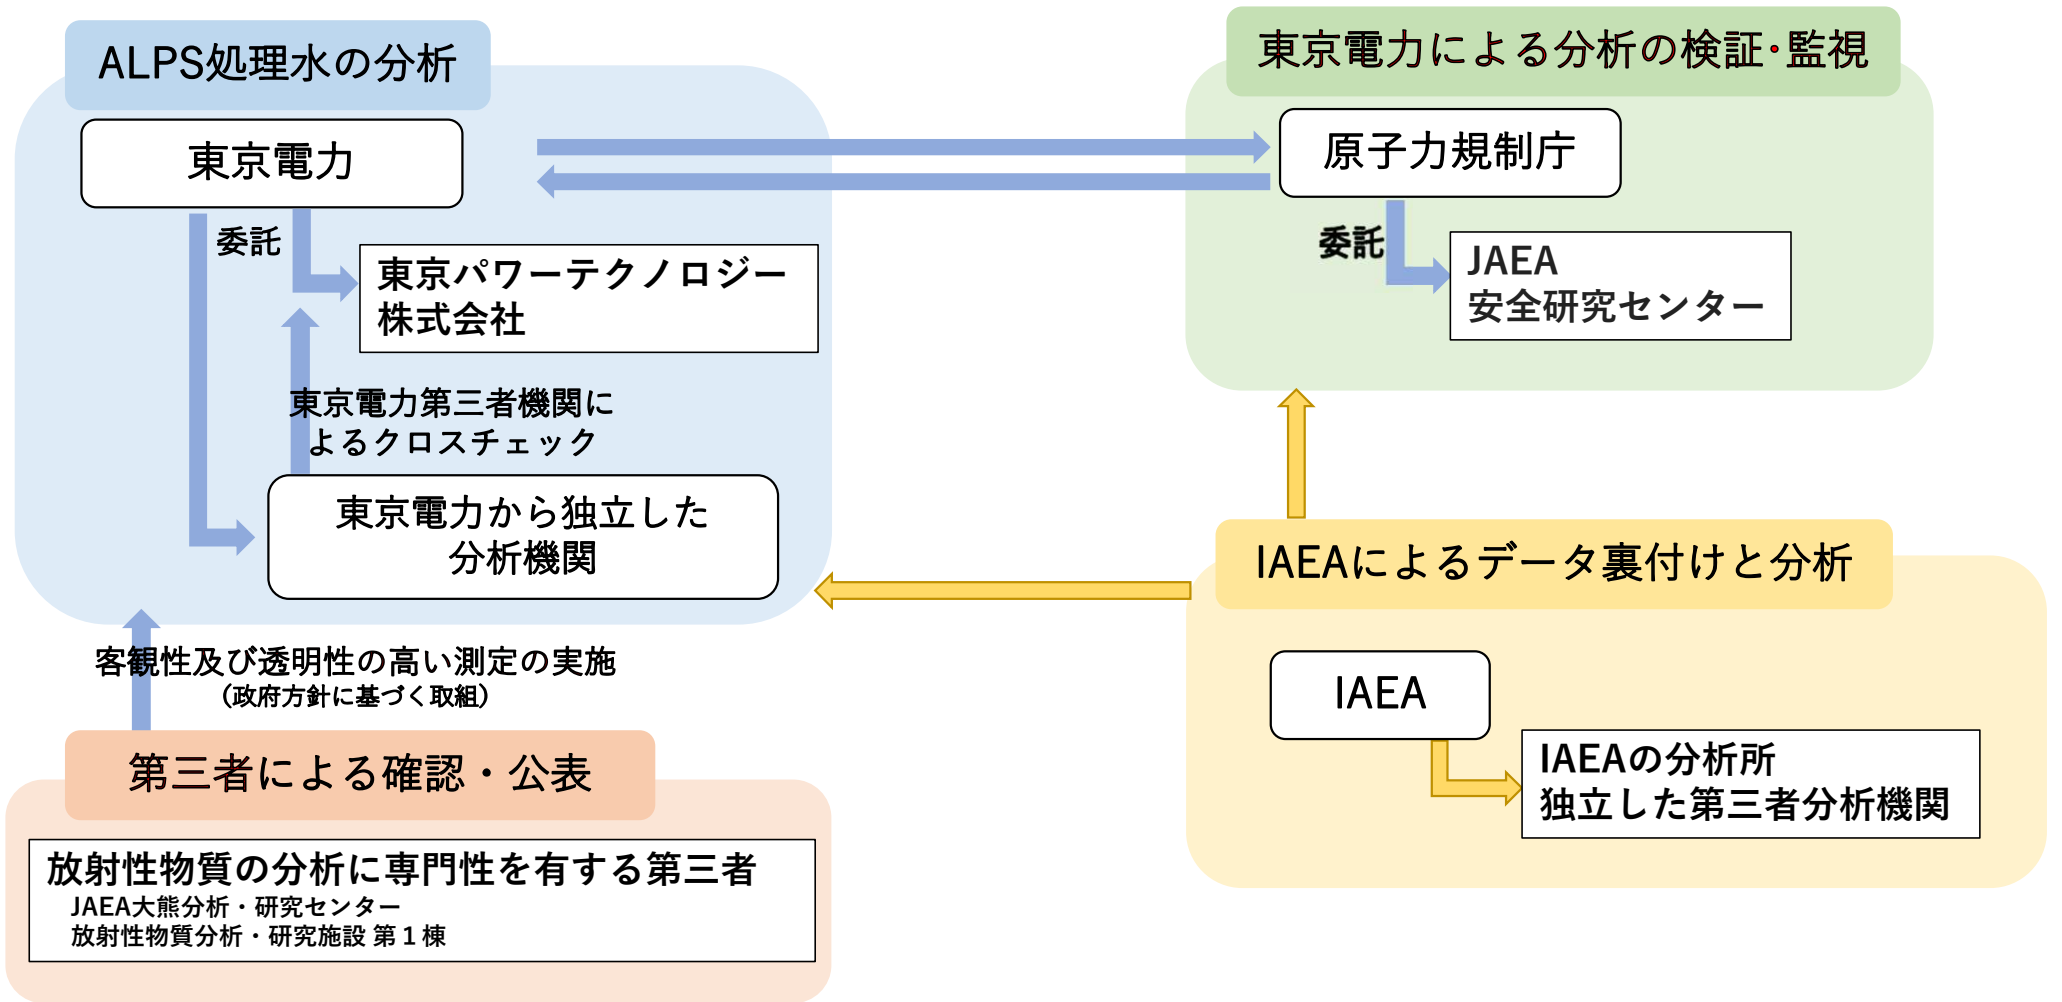 ALPS処理水の分析
東京電力
委託
東京パワーテクノロジー
株式会社
東京電力第三者機関に
よるクロスチェック
東京電力から独立した
分析機関
客観性及び透明性の高い測定の実施
（政府方針に基づく取組）
第三者による確認・公表
放射性物質の分析に専門性を有する第三者
JAEA大熊分析・研究センター
放射性物質分析・研究施設 第１棟
東京電力による分析の検証・監視
原子力規制庁
委託
JAEA
安全研究センター
IAEAによるデータ裏付けと分析
IAEA
IAEAの分析所
独立した第三者分析機関